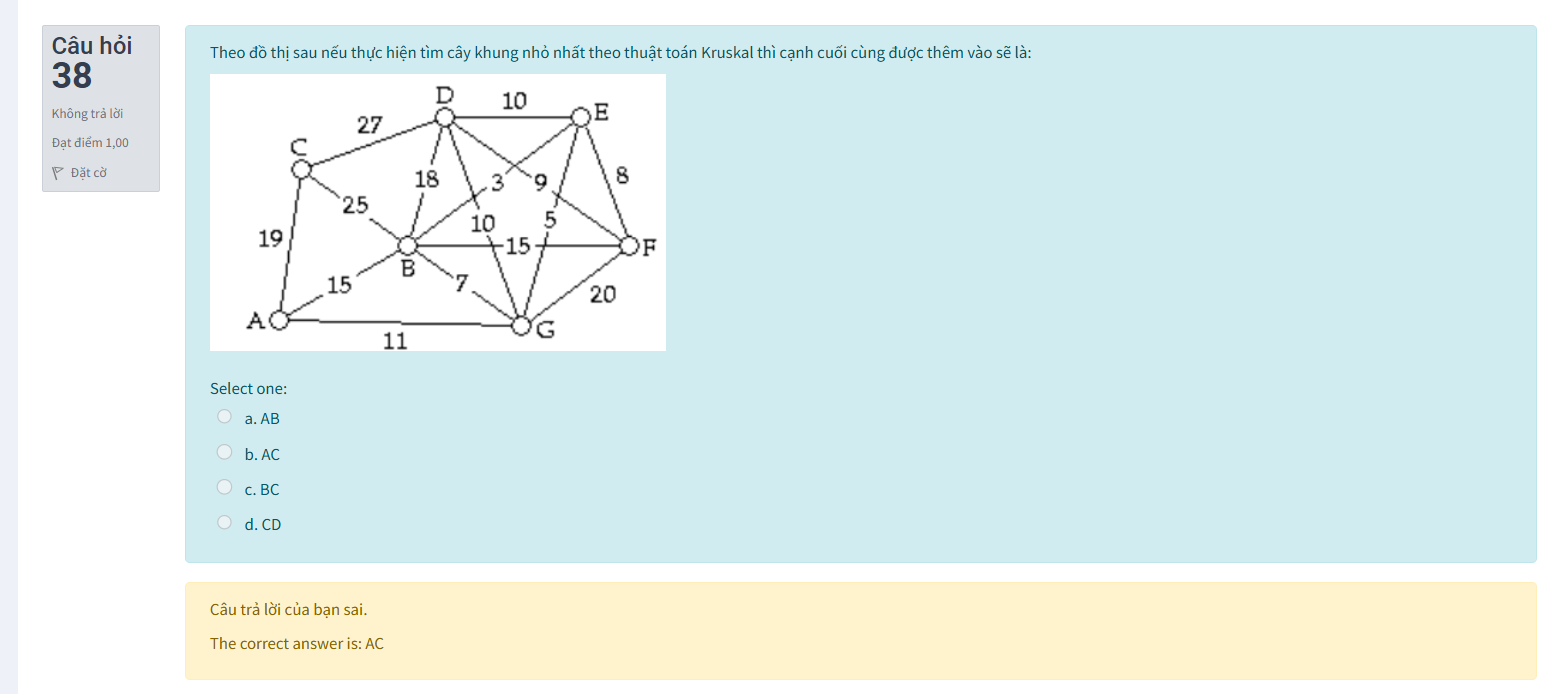 Câu hỏi
38
Không trả lời
Đạt điểm 1,00
Đặt cờ
Theo đồ thị sau nếu thực hiện tìm cây khung nhỏ nhất theo thuật toán Kruskal thì cạnh cuối cùng được thêm vào sẽ là:
D
10
E
27
C
18
3
9
8
25
10
5
19
15
F
B
15
7
20
A
G
11
Select one:
a. AB
b. AC
c. BC
d. CD
Câu trả lời của bạn sai.
The correct answer is: AC